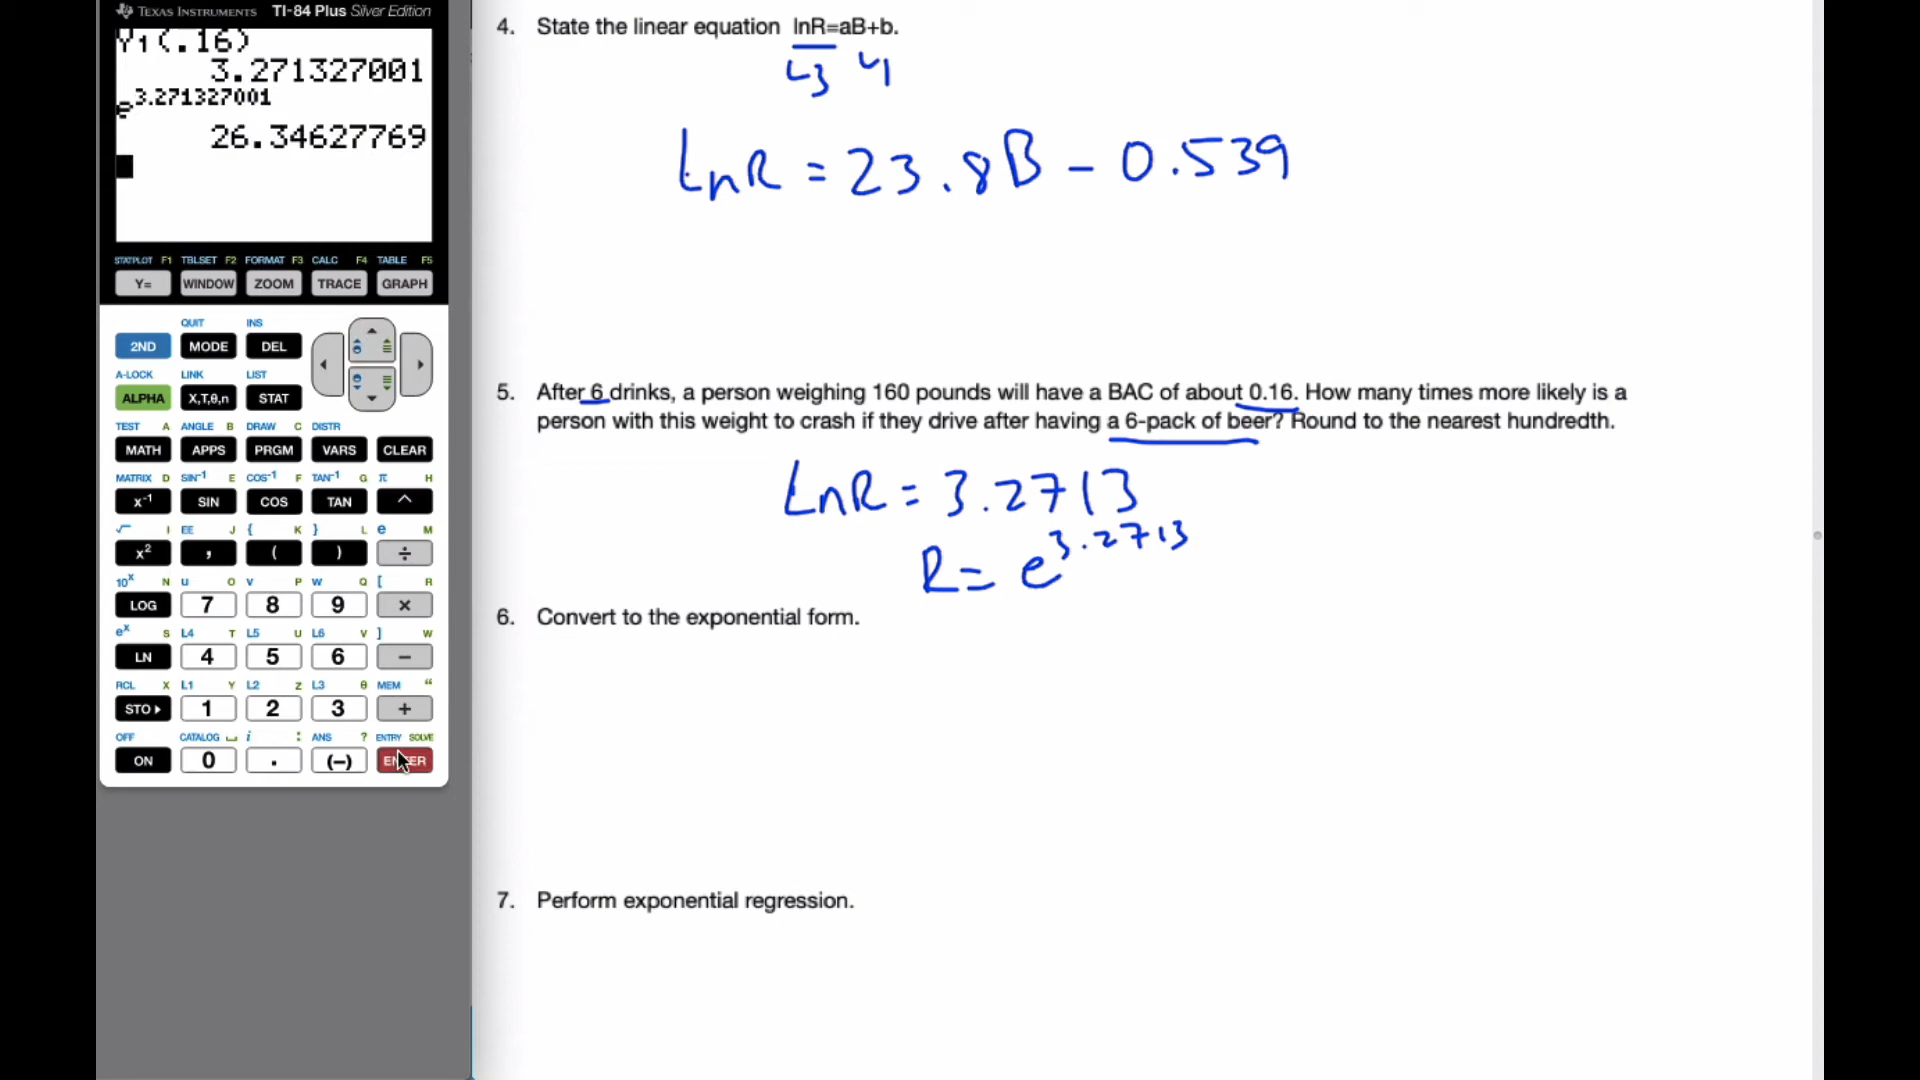 TEXAS INSTRUMENTS TI-84 Plus Silver Edition
Y1(.16)
3.271327001
e^3.271327001
26.34627769
STATPLOT F1 TBLSET F2 FORMAT F3 CALC F4 TABLE F5
Y= WINDOW ZOOM TRACE GRAPH
QUIT INS
2ND MODE DEL
A-LOCK LINK LIST
ALPHA X,T,θ,n STAT
TEST A ANGLE B DRAW C DISTR
MATH APPS PRGM VARS CLEAR
MATRIX D SIN-1 E COS-1 F TAN-1 G π H
x-1 SIN COS TAN ^
√ I EE J { K } L e M
x2 , ( ) ÷
10x N u O v P w Q [ R
LOG 7 8 9 ×
ex S L4 T L5 U L6 V ] W
LN 4 5 6 −
RCL X L1 Y L2 Z L3 θ MEM “
STO▸ 1 2 3 +
OFF CATALOG i : ANS ? ENTRY SOLVE
ON 0 . (−) ENTER
4. State the linear equation lnR=aB+b.
L3 L1
LnR = 23.8B - 0.539
5. After 6 drinks, a person weighing 160 pounds will have a BAC of about 0.16. How many times more likely is a
person with this weight to crash if they drive after having a 6-pack of beer? Round to the nearest hundredth.
LnR = 3.2713
R = e^3.2713
6. Convert to the exponential form.
7. Perform exponential regression.